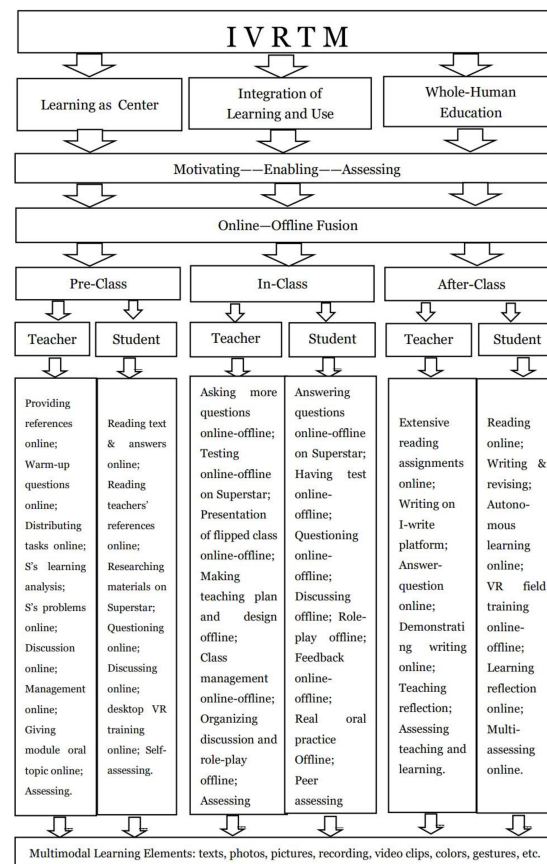 I V R T M
Learning as Center
Integration of
Learning and Use
Whole-Human
Education
Motivating——Enabling——Assessing
Online—Offline Fusion
Pre-Class
In-Class
After-Class
Teacher
Student
Teacher
Student
Teacher
Student
Providing
references
online;
Warm-up
questions
online;
Distributing
tasks online;
S's learning
analysis;
S's problems
online;
Discussion
online;
Management
online;
Giving
module oral
topic online;
Assessing.
Reading text
& answers
online;
Reading
teachers'
references
online;
Researching
materials on
Superstar;
Questioning
online;
Discussing
online;
desktop VR
training
online; Self-
assessing.
Asking more
questions
online-offline;
Testing
online-offline
on Superstar;
Presentation
of flipped class
online-offline;
Making
teaching plan
and design
offline;
Class
management
online-offline;
Organizing
discussion and
role-play
offline;
Assessing
Answering
questions
online-offline
on Superstar;
Having test
online-
offline;
Questioning
online-
offline;
Discussing
offline; Role-
play offline;
Feedback
online-
offline;
Real oral
practice
Offline;
Peer
assessing
Extensive
reading
assignments
online;
Writing on
I-write
platform;
Answer-
question
online;
Demonstrati
ng writing
online;
Teaching
reflection;
Assessing
teaching and
learning.
Reading
online;
Writing &
revising;
Autono-
mous
learning
online;
VR field
training
online-
offline;
Learning
reflection
online;
Multi-
assessing
online.
Multimodal Learning Elements: texts, photos, pictures, recording, video clips, colors, gestures, etc.